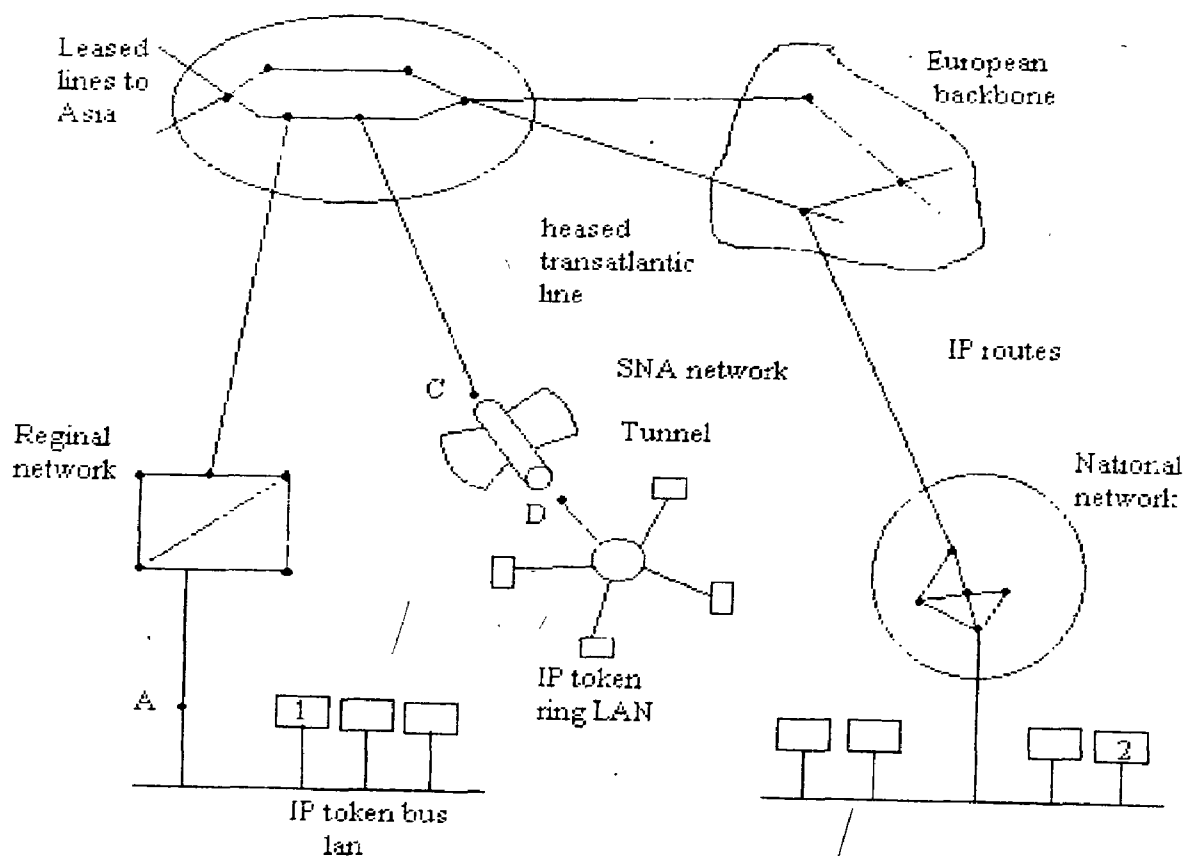 Leased
lines to
Asia
European
backbone
heased
transatlantic
line
IP routes
SNA network
C
Tunnel
Reginal
network
National
network
D
IP token
ring LAN
A
1
2
IP token bus
lan